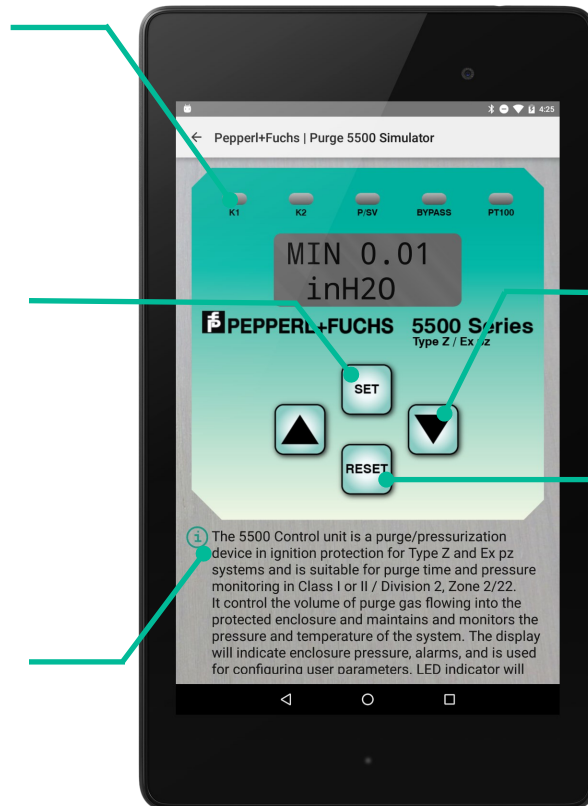 4:25
Pepperl+Fuchs | Purge 5500 Simulator
K1 K2 P/SV BYPASS PT100
MIN 0.01
inH2O
PEPPERL+FUCHS 5500 Series
Type Z / Ex pz
SET
RESET
i
The 5500 Control unit is a purge/pressurization
device in ignition protection for Type Z and Ex pz
systems and is suitable for purge time and pressure
monitoring in Class I or II / Division 2, Zone 2/22.
It control the volume of purge gas flowing into the
protected enclosure and maintains and monitors the
pressure and temperature of the system. The display
will indicate enclosure pressure, alarms, and is used
for configuring user parameters. LED indicator will